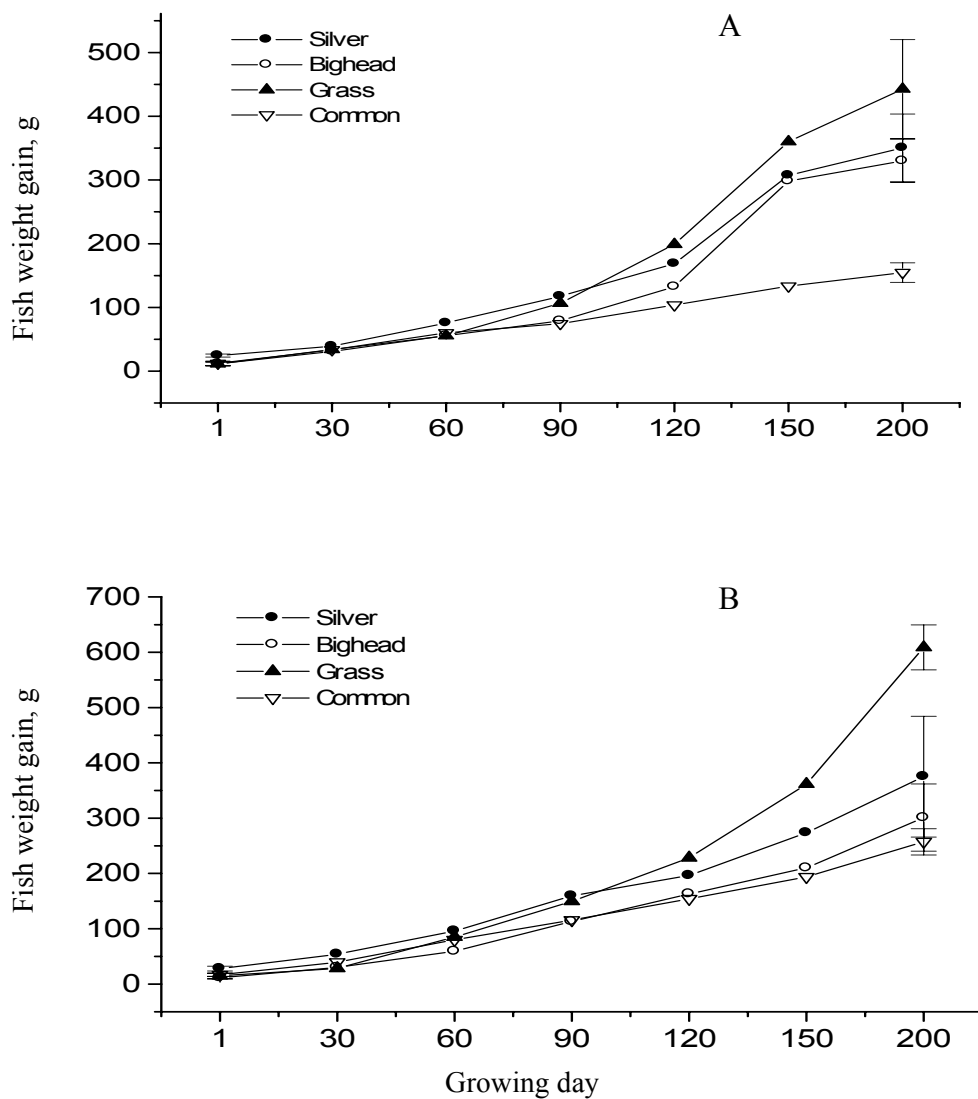 A
500
400
300
200
100
0
Silver
Bighead
Grass
Common
Fish weight gain, g
1 30 60 90 120 150 200
B
700
600
500
400
300
200
100
0
Silver
Bighead
Grass
Common
Fish weight gain, g
1 30 60 90 120 150 200
Growing day